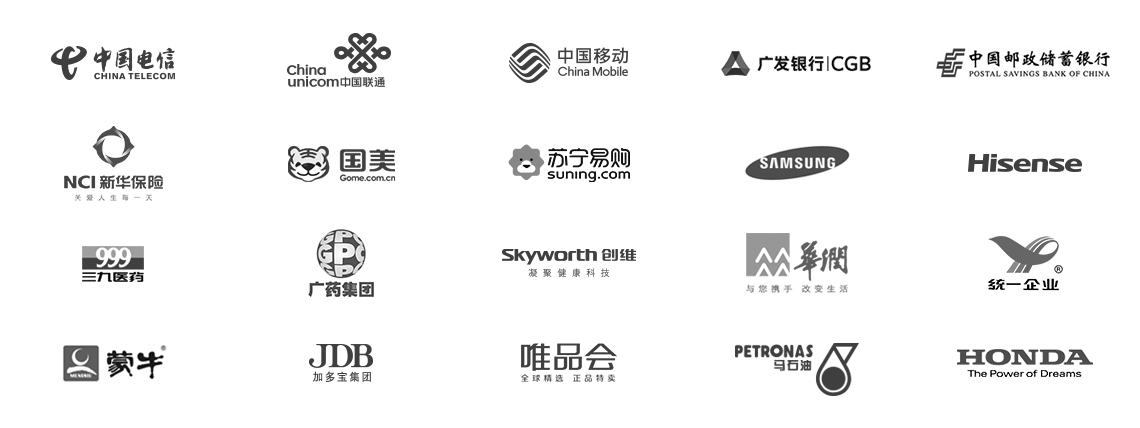 中国电信
CHINA TELECOM
China
unicom中国联通
中国移动
China Mobile
广发银行|CGB
中国邮政储蓄银行
POSTAL SAVINGS BANK OF CHINA
NCI 新华保险
关爱人生每一天
国美
Gome.com.cn
苏宁易购
suning.com
SAMSUNG
Hisense
999
三九医药
GPC
广药集团
Skyworth 创维
凝聚健康科技
華潤
与您携手 改变生活
®
统一企业
MENGNIU
蒙牛®
JDB
加多宝集团
唯品会
全球精选 正品特卖
PETRONAS
马石油
HONDA
The Power of Dreams